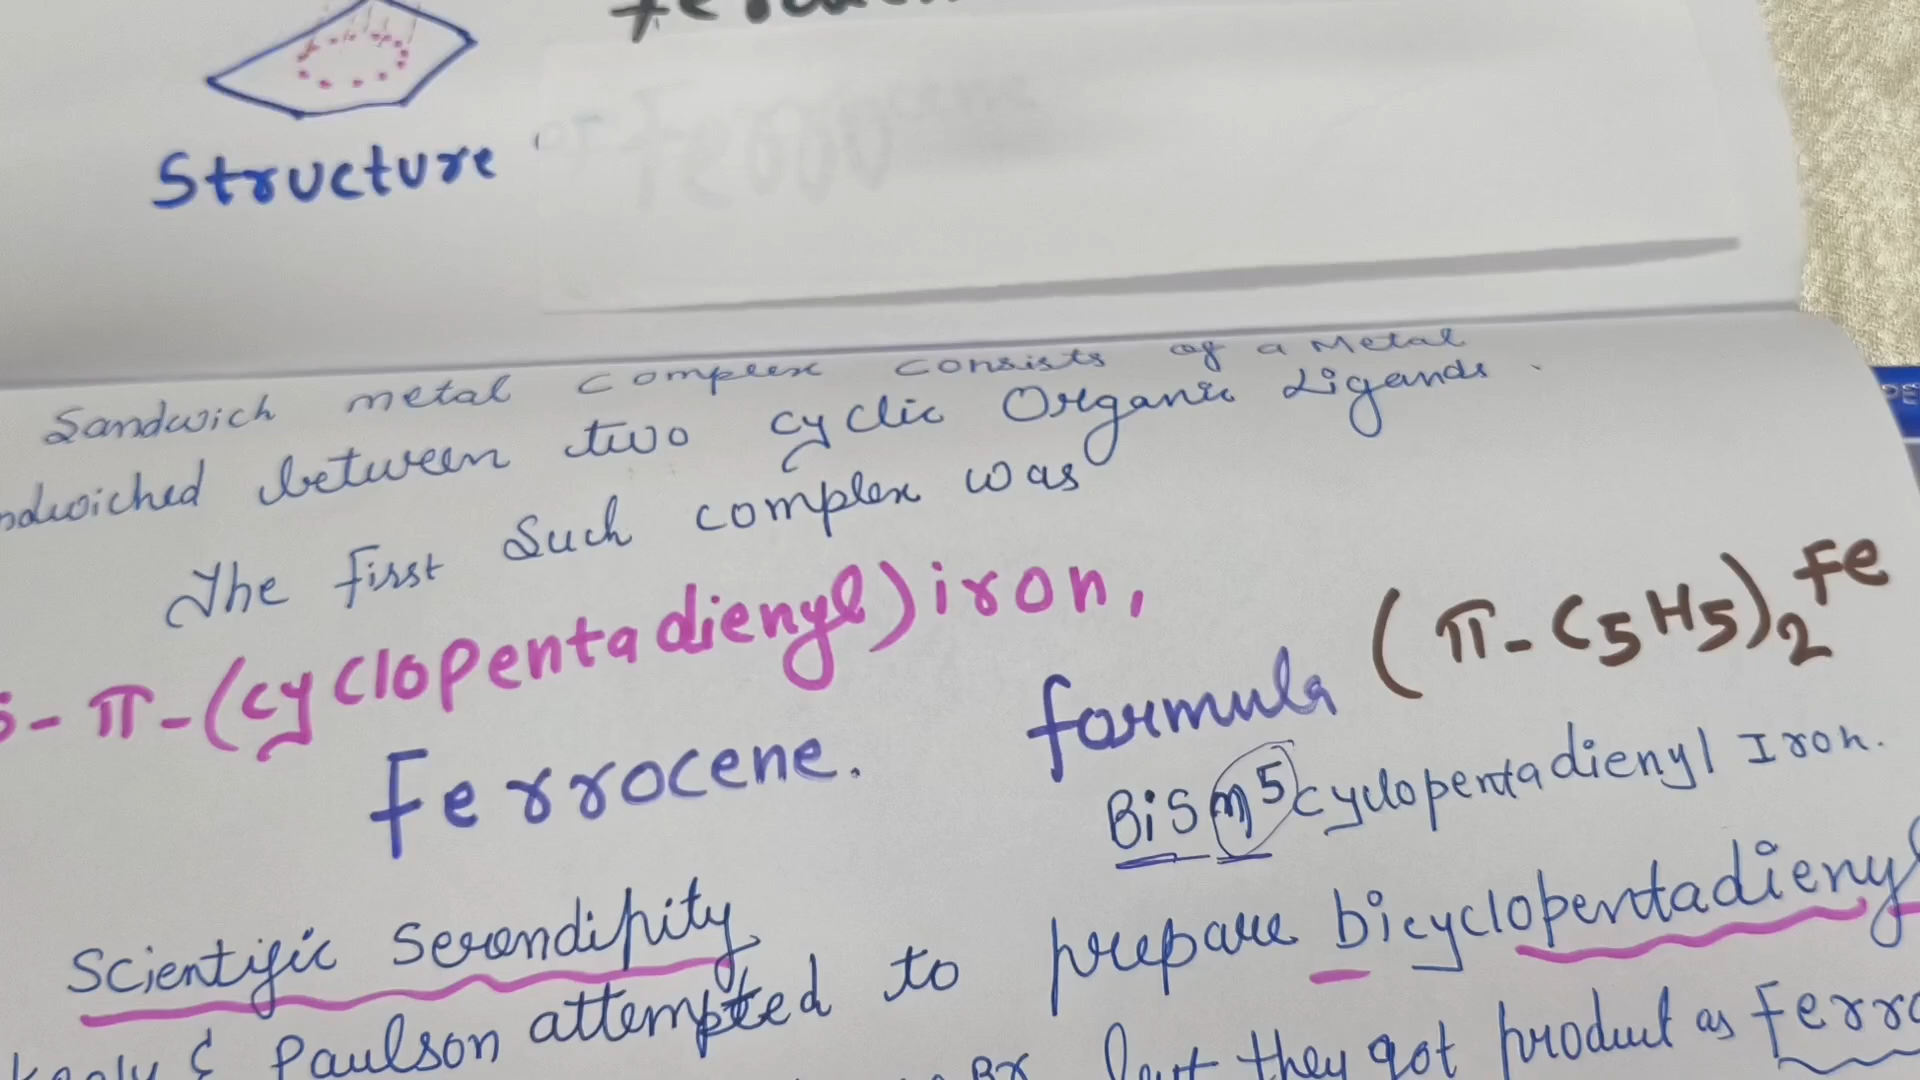 Structure
Sandwich metal complex consists of a Metal
ndwiched between two cyclic Organic Ligands.
The first such complex was
s-π-(cyclopentadienyl)iron,
formula (π-C5H5)2Fe
Ferrocene.
Bis η5 cyclopentadienyl Iron.
Scientific Serendipity
& Paulson attempted to prepare bicyclopentadienyl
but they got product as Ferro